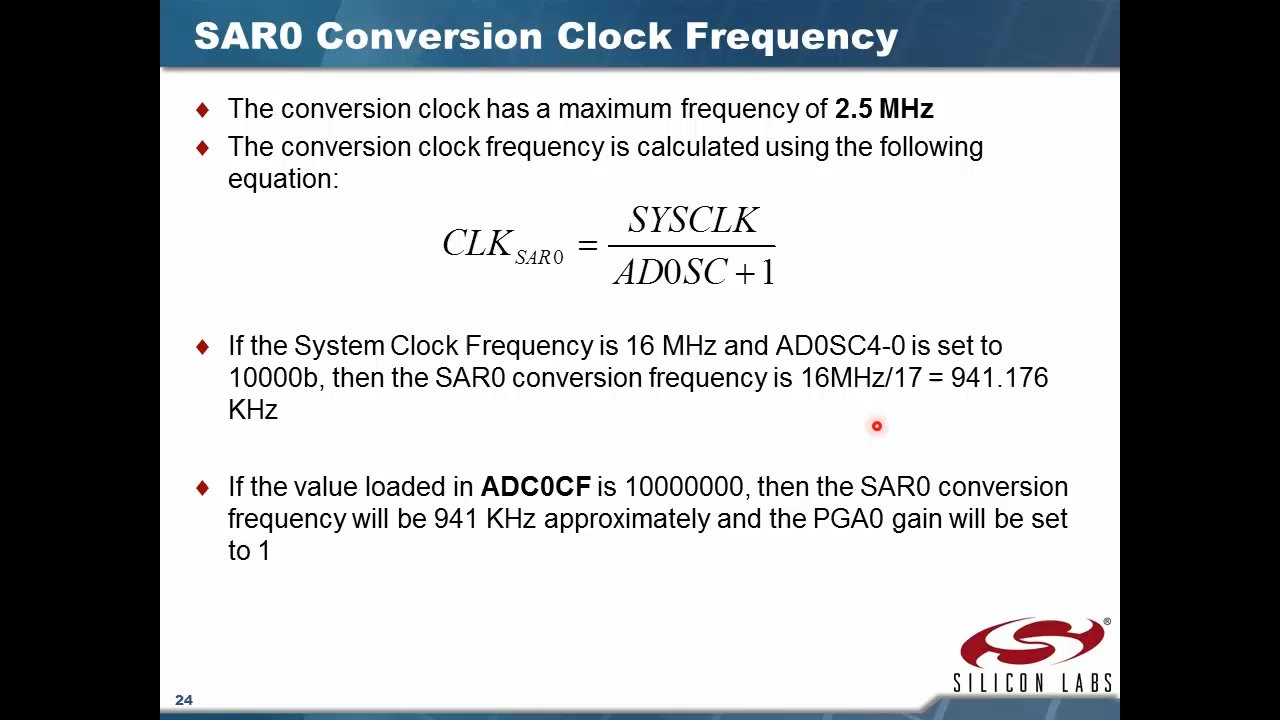 SAR0 Conversion Clock Frequency
♦ The conversion clock has a maximum frequency of 2.5 MHz
♦ The conversion clock frequency is calculated using the following
equation:
CLK_SAR0 = SYSCLK / AD0SC + 1
♦ If the System Clock Frequency is 16 MHz and AD0SC4-0 is set to
10000b, then the SAR0 conversion frequency is 16MHz/17 = 941.176
KHz
♦ If the value loaded in ADC0CF is 10000000, then the SAR0 conversion
frequency will be 941 KHz approximately and the PGA0 gain will be set
to 1
®
SILICON LABS
24